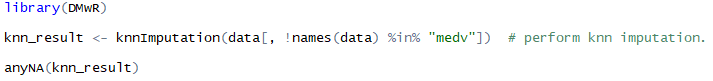 library(DMwR)
knn_result <- knnImputation(data[, !names(data) %in% "medv"])  # perform knn imputation.
anyNA(knn_result)